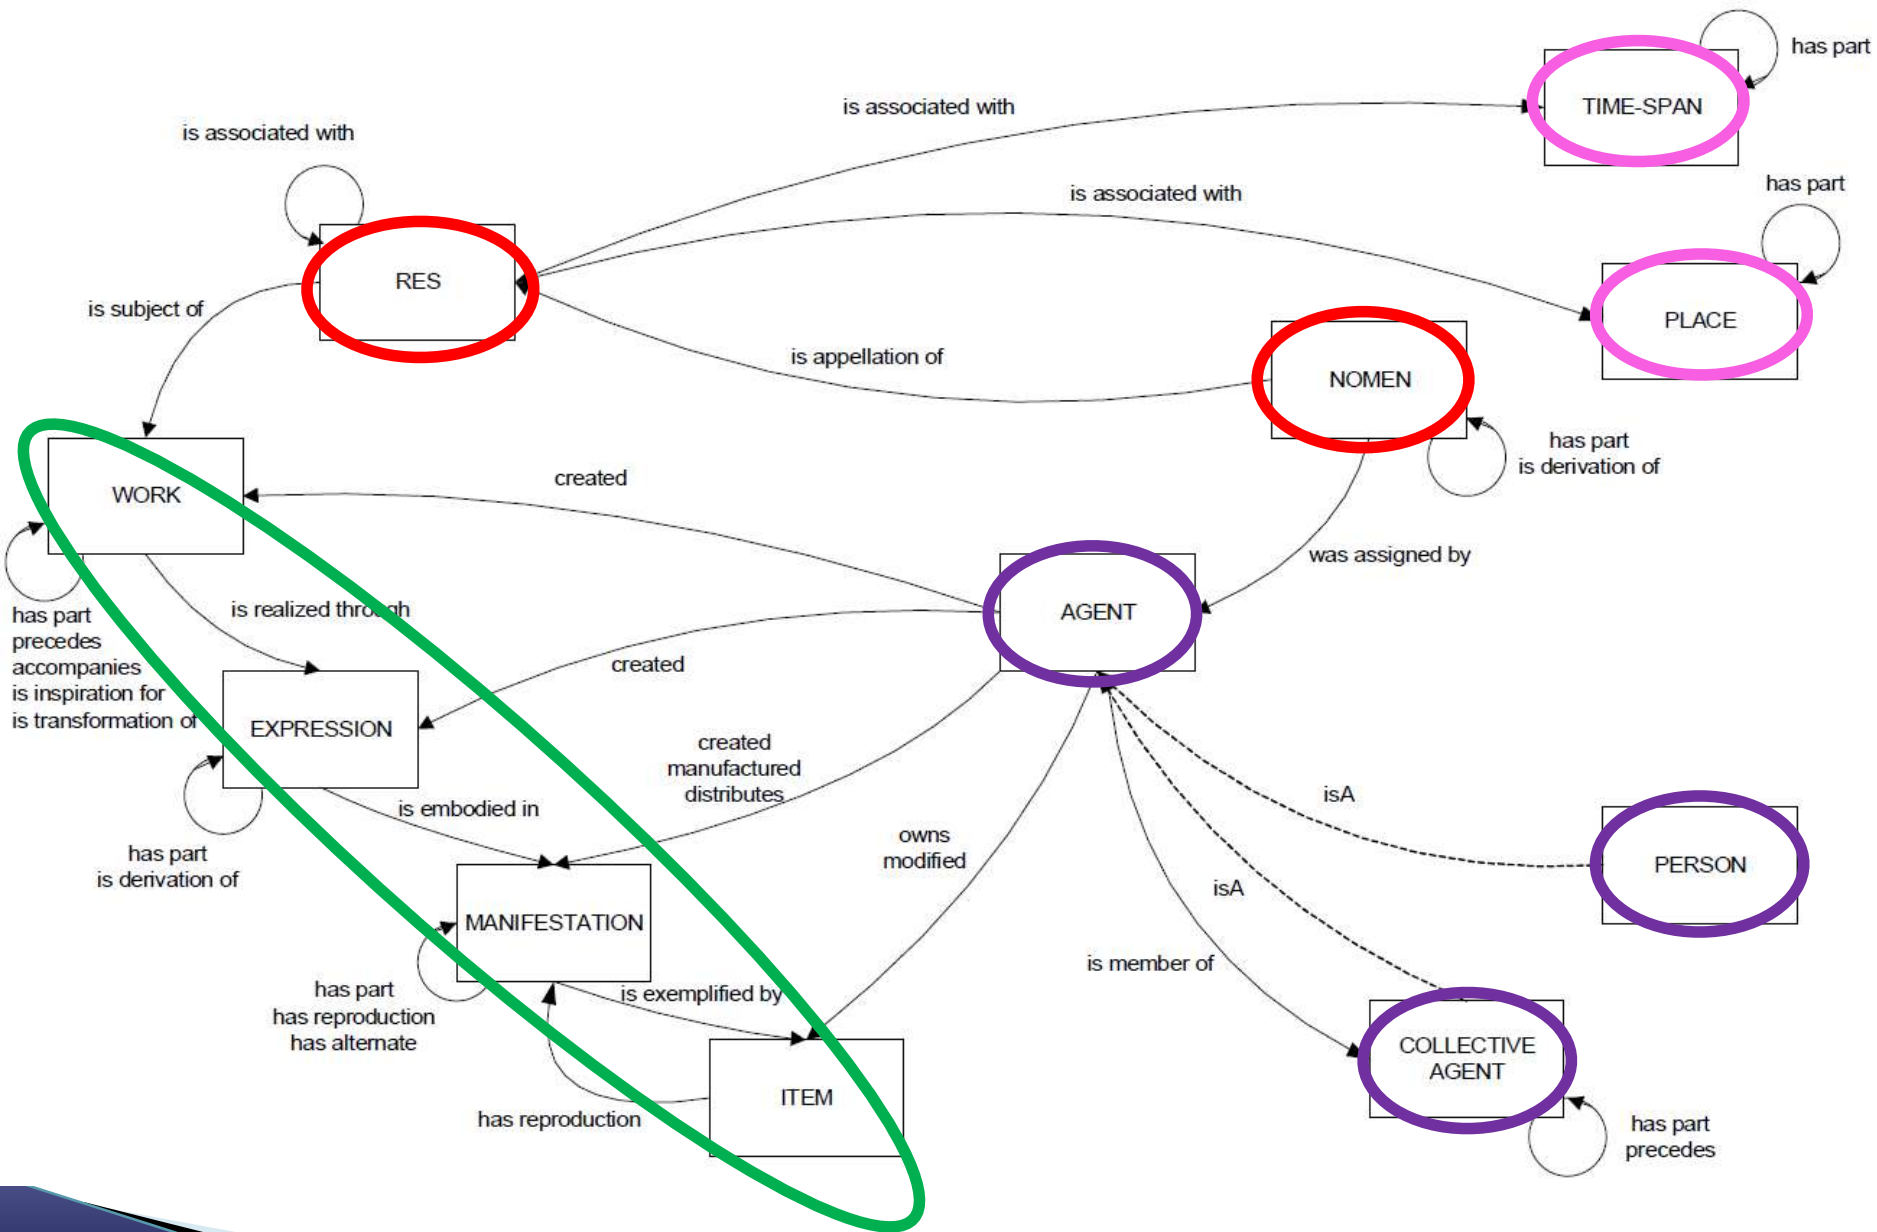 has part
TIME-SPAN
is associated with
is associated with
has part
is associated with
RES
is subject of
PLACE
is appellation of
NOMEN
has part
is derivation of
WORK
created
was assigned by
is realized through
AGENT
has part
precedes
accompanies
is inspiration for
is transformation of
created
EXPRESSION
created
manufactured
distributes
isA
is embodied in
owns
modified
has part
is derivation of
PERSON
isA
MANIFESTATION
is member of
has part
has reproduction
has alternate
is exemplified by
COLLECTIVE
AGENT
ITEM
has reproduction
has part
precedes